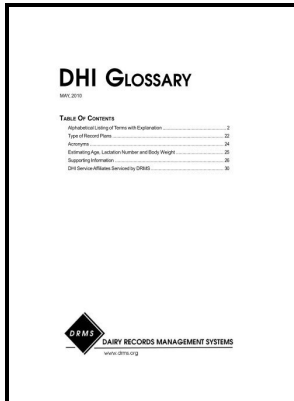 DHI GLOSSARY
MAY, 2010
TABLE OF CONTENTS
Alphabetical Listing of Terms with Explanation ........ 2
Type of Record Plans ........ 22
Acronyms ........ 24
Estimating Age, Lactation Number and Body Weight ........ 25
Supporting Information ........ 26
DHI Service Affiliates Serviced by DRMS ........ 30
DRMS
DAIRY RECORDS MANAGEMENT SYSTEMS
www.drms.org